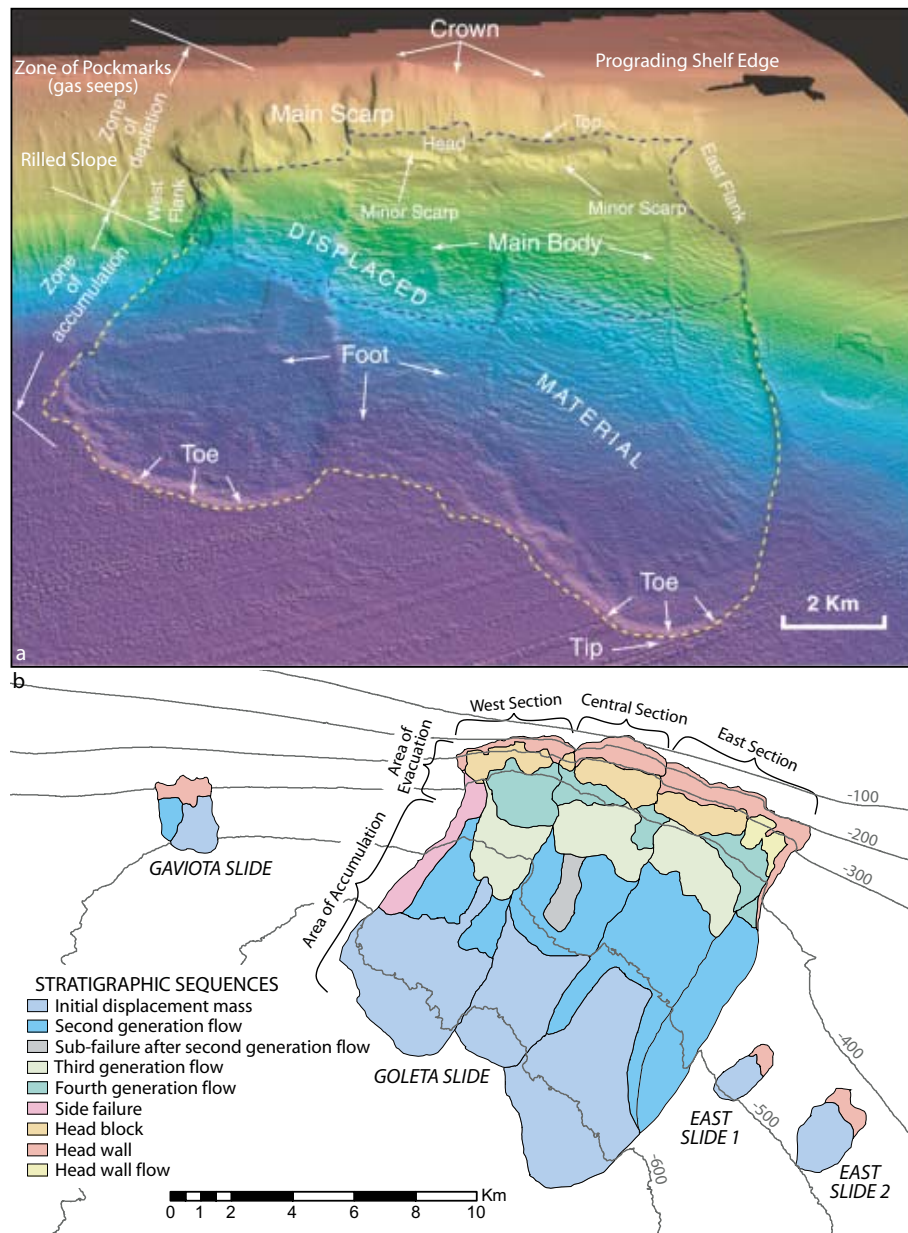 Crown
Zone of Pockmarks
(gas seeps)
Prograding Shelf Edge
Zone
of
depletion
Main Scarp
Top
Head
Rilled Slope
West
Flank
East Flank
Minor Scarp
Minor Scarp
Main Body
DISPLACED
Zone
of
accumulation
Foot
MATERIAL
Toe
Toe
2 Km
Tip
a
b
West Section
Central Section
East Section
Area of
Evacuation
-100
-200
-300
GAVIOTA SLIDE
Area of Accumulation
STRATIGRAPHIC SEQUENCES
Initial displacement mass
Second generation flow
Sub-failure after second generation flow
Third generation flow
Fourth generation flow
Side failure
Head block
Head wall
Head wall flow
GOLETA SLIDE
-400
-500
-600
EAST
SLIDE 1
EAST
SLIDE 2
Km
0 1 2 4 6 8 10